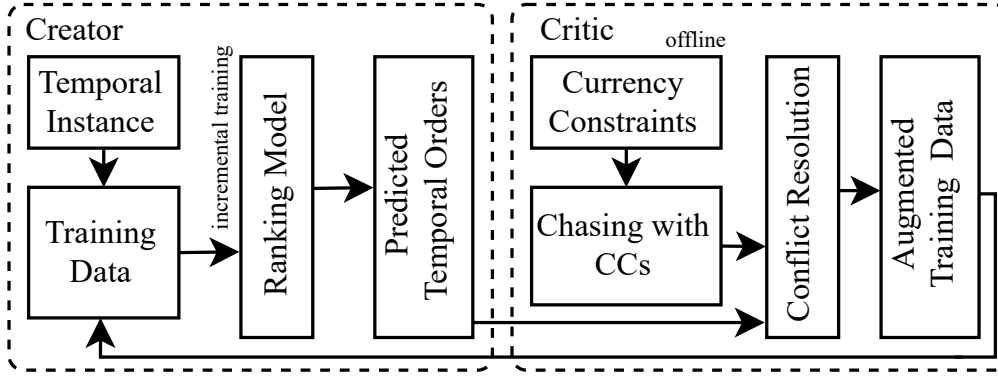 Creator
Temporal
Instance
Training
Data
incremental training
Ranking Model
Predicted
Temporal Orders
Critic
offline
Currency
Constraints
Chasing with
CCs
Conflict Resolution
Augmented
Training Data